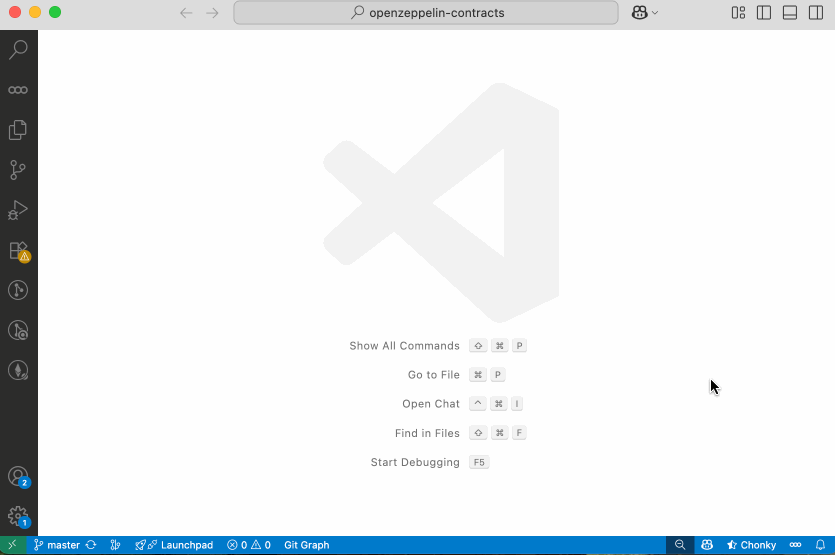 openzeppelin-contracts
Show All Commands ⇧ ⌘ P
Go to File ⌘ P
Open Chat ^ ⌘ I
Find in Files ⇧ ⌘ F
Start Debugging F5
2
1
master Launchpad 0 0 Git Graph Chonky